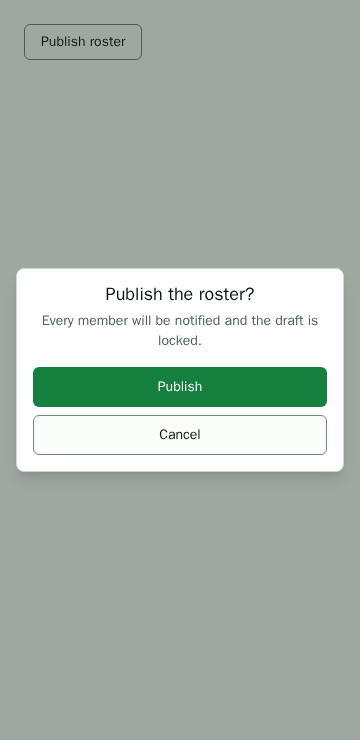 Publish roster
Publish the roster?
Every member will be notified and the draft is
locked.
Publish
Cancel